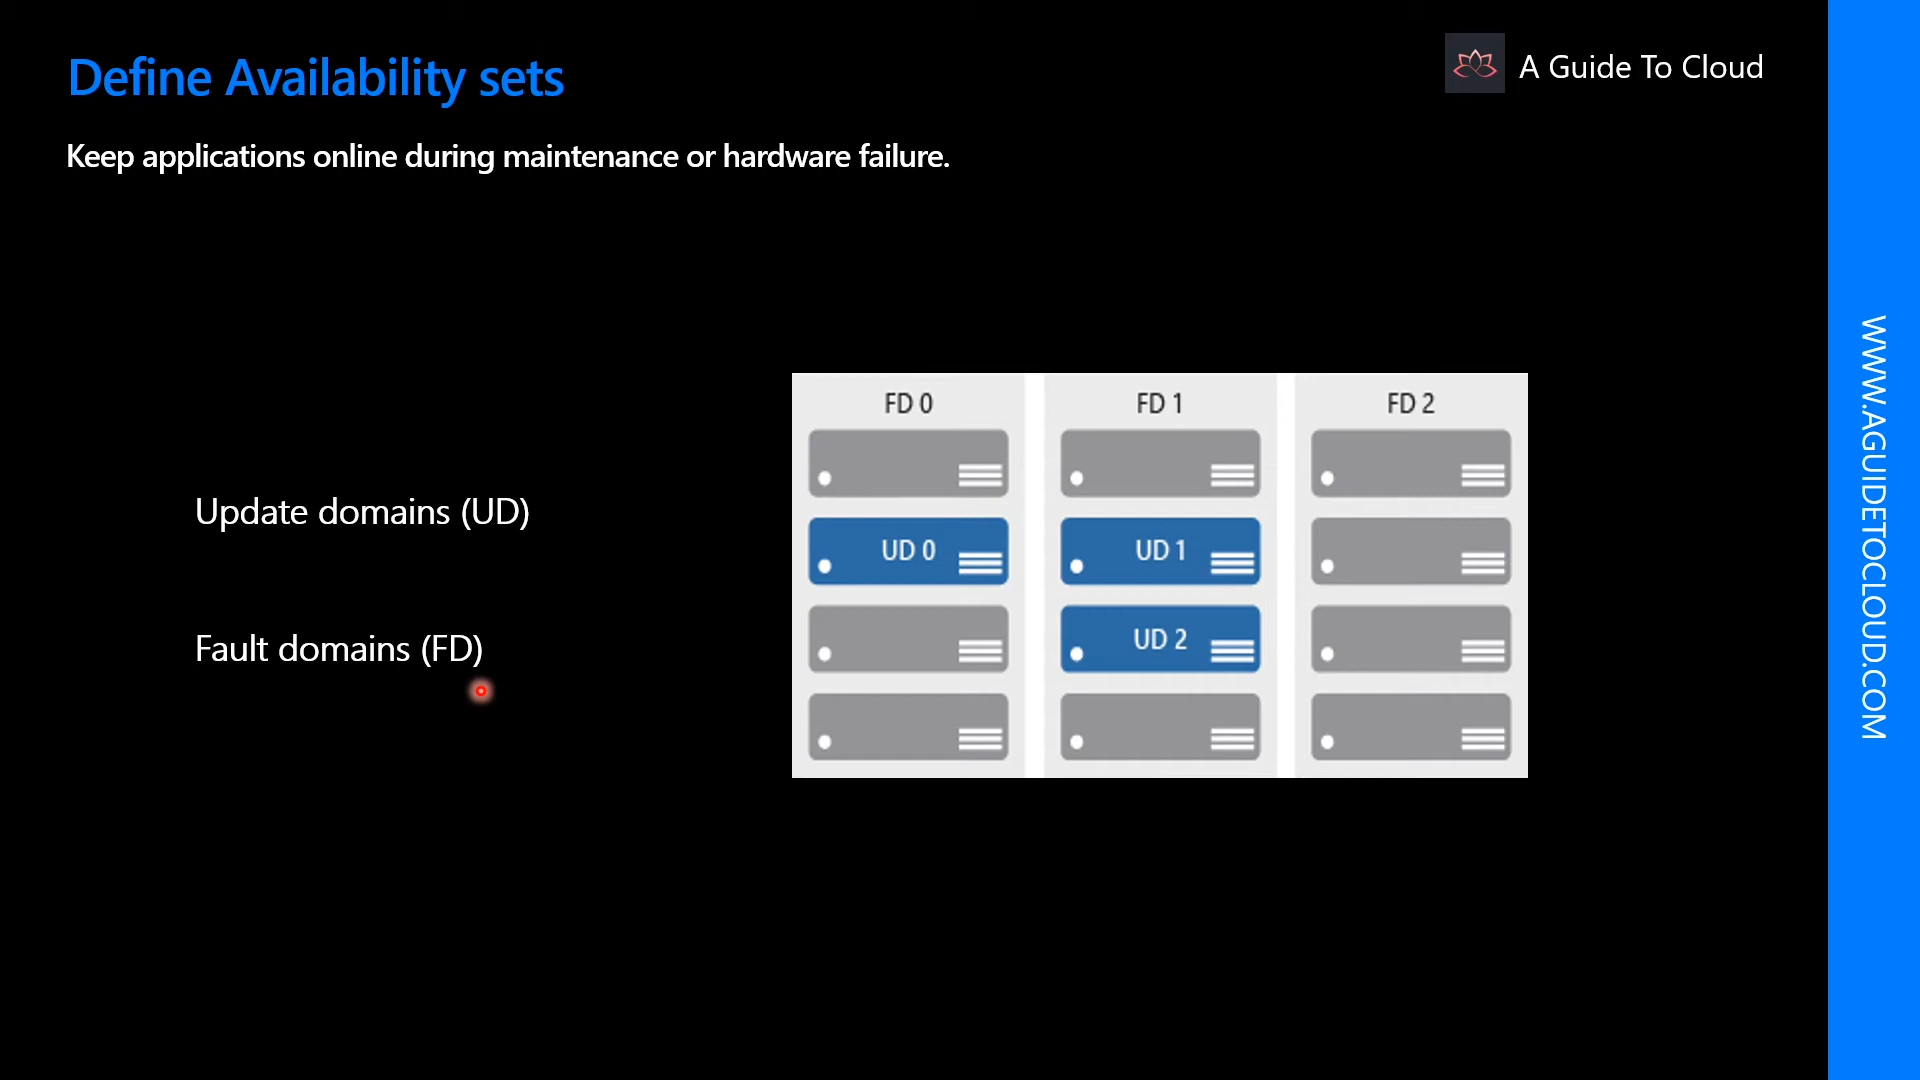 Define Availability sets
A Guide To Cloud
Keep applications online during maintenance or hardware failure.
Update domains (UD)
Fault domains (FD)
FD 0
FD 1
FD 2
UD 0
UD 1
UD 2
WWW.AGUIDETOCLOUD.COM